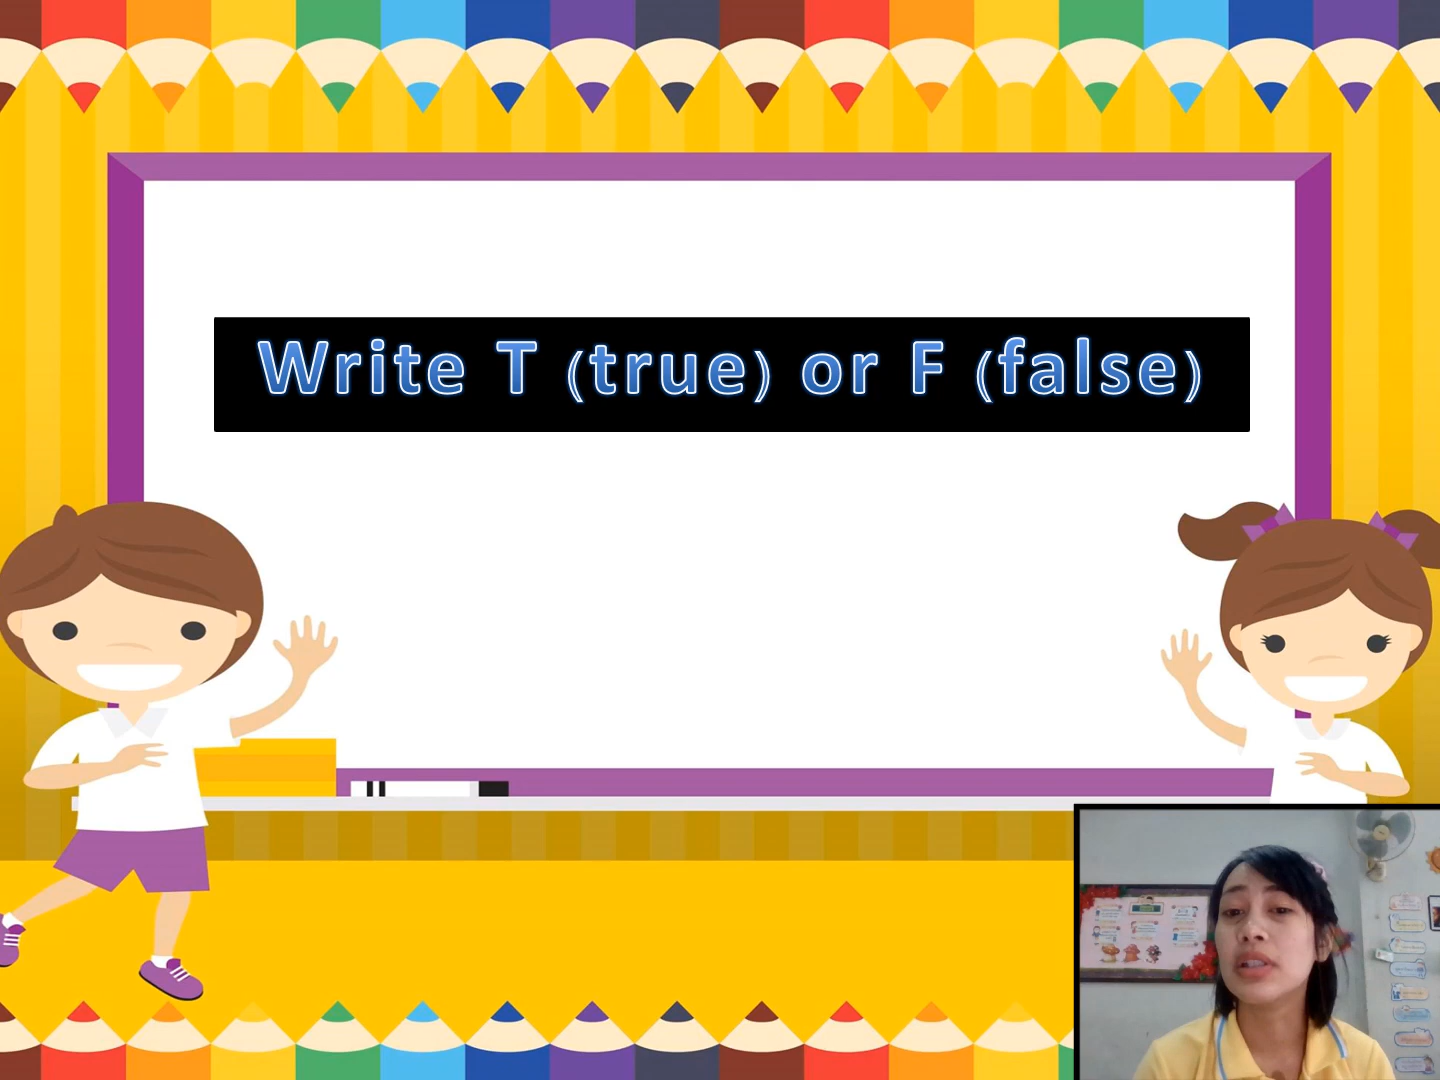 Write T (true) or F (false)